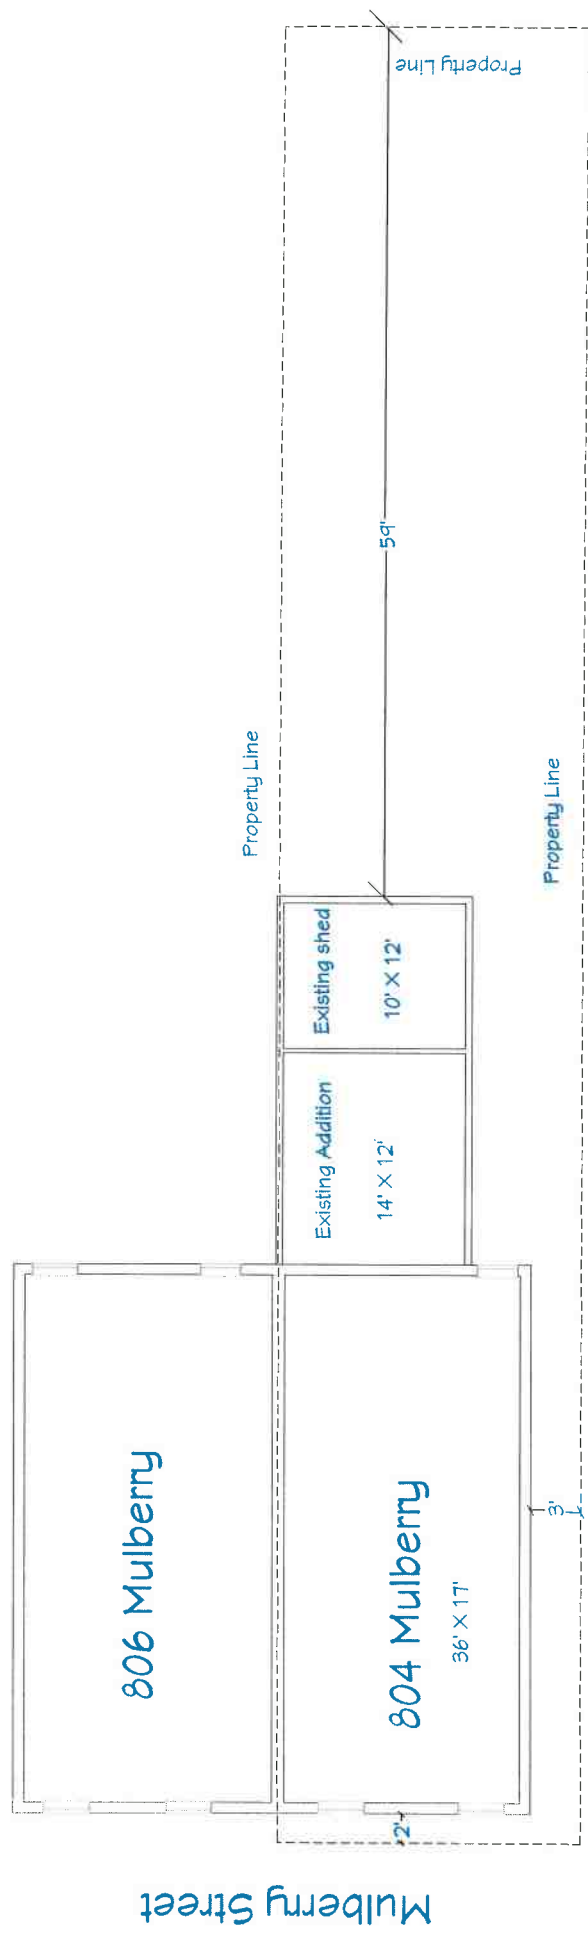 Property Line
59'
Property Line
Property Line
Existing shed
10' X 12'
Existing Addition
14' X 12'
806 Mulberry
804 Mulberry
36' X 17'
3'
2'
Mulberry Street